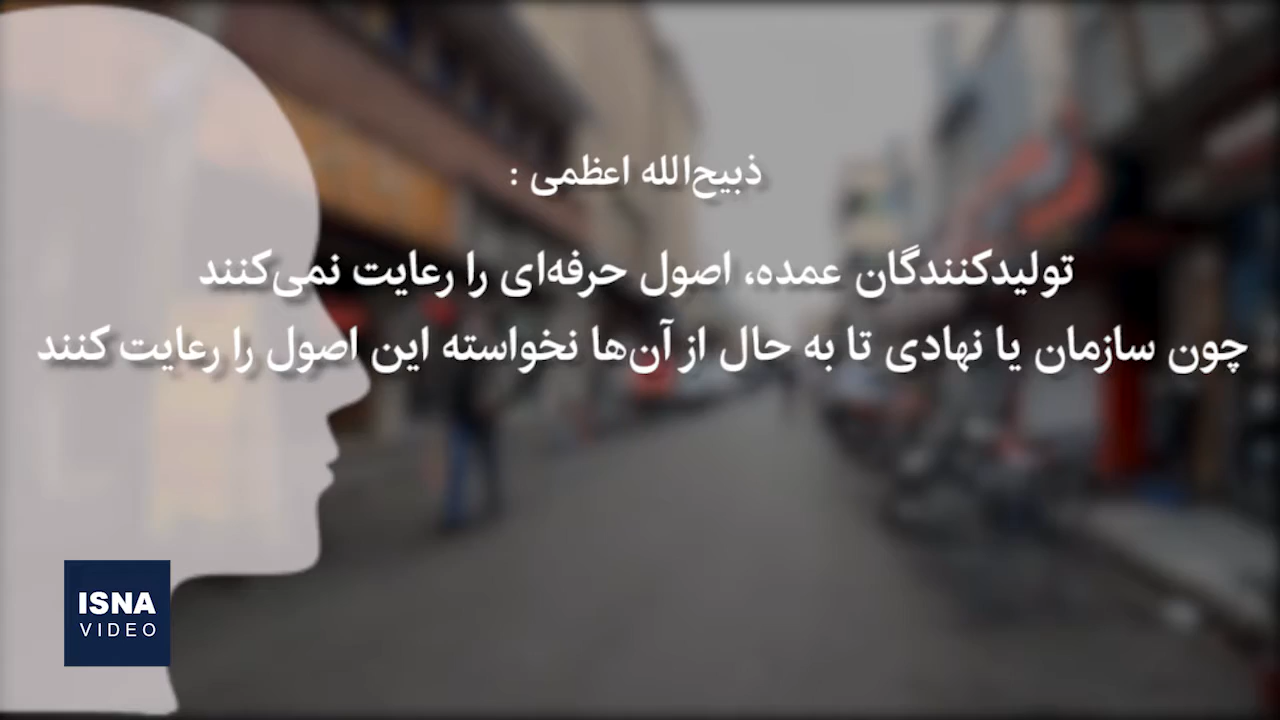 ذبیح‌الله اعظمی :
تولیدکنندگان عمده، اصول حرفه‌ای را رعایت نمی‌کنند
چون سازمان یا نهادی تا به حال از آن‌ها نخواسته این اصول را رعایت کنند
ISNA
VIDEO